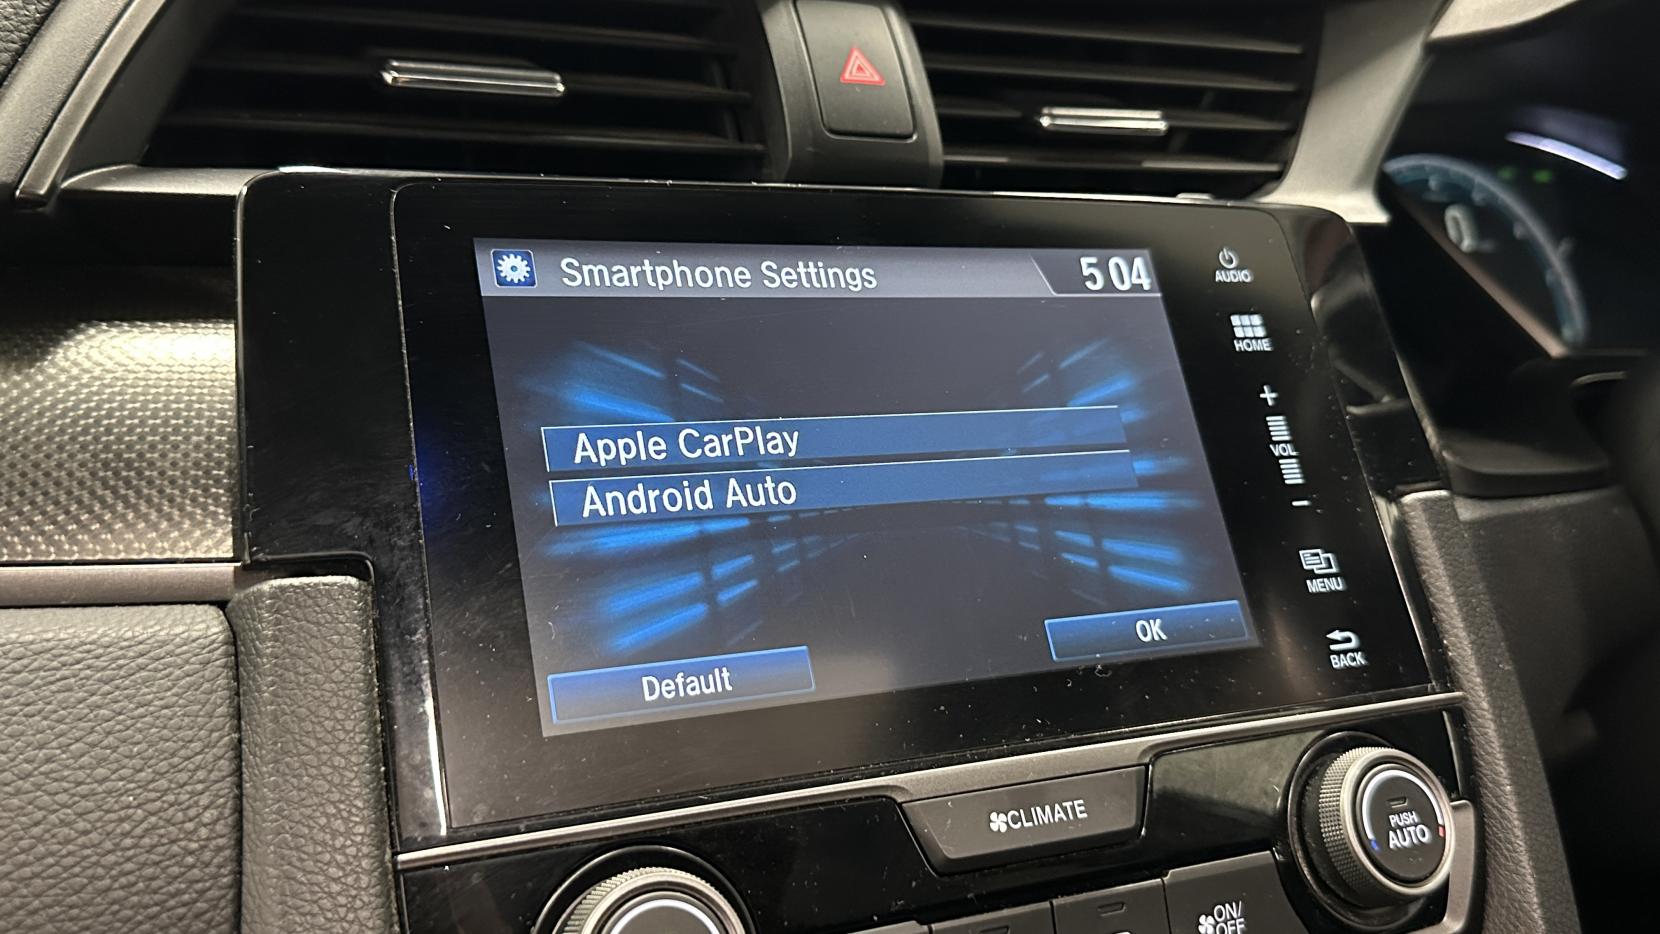 Smartphone Settings
5 04
AUDIO
HOME
Apple CarPlay
VOL
Android Auto
MENU
OK
BACK
Default
CLIMATE
PUSH
AUTO
ON/
OFF
0